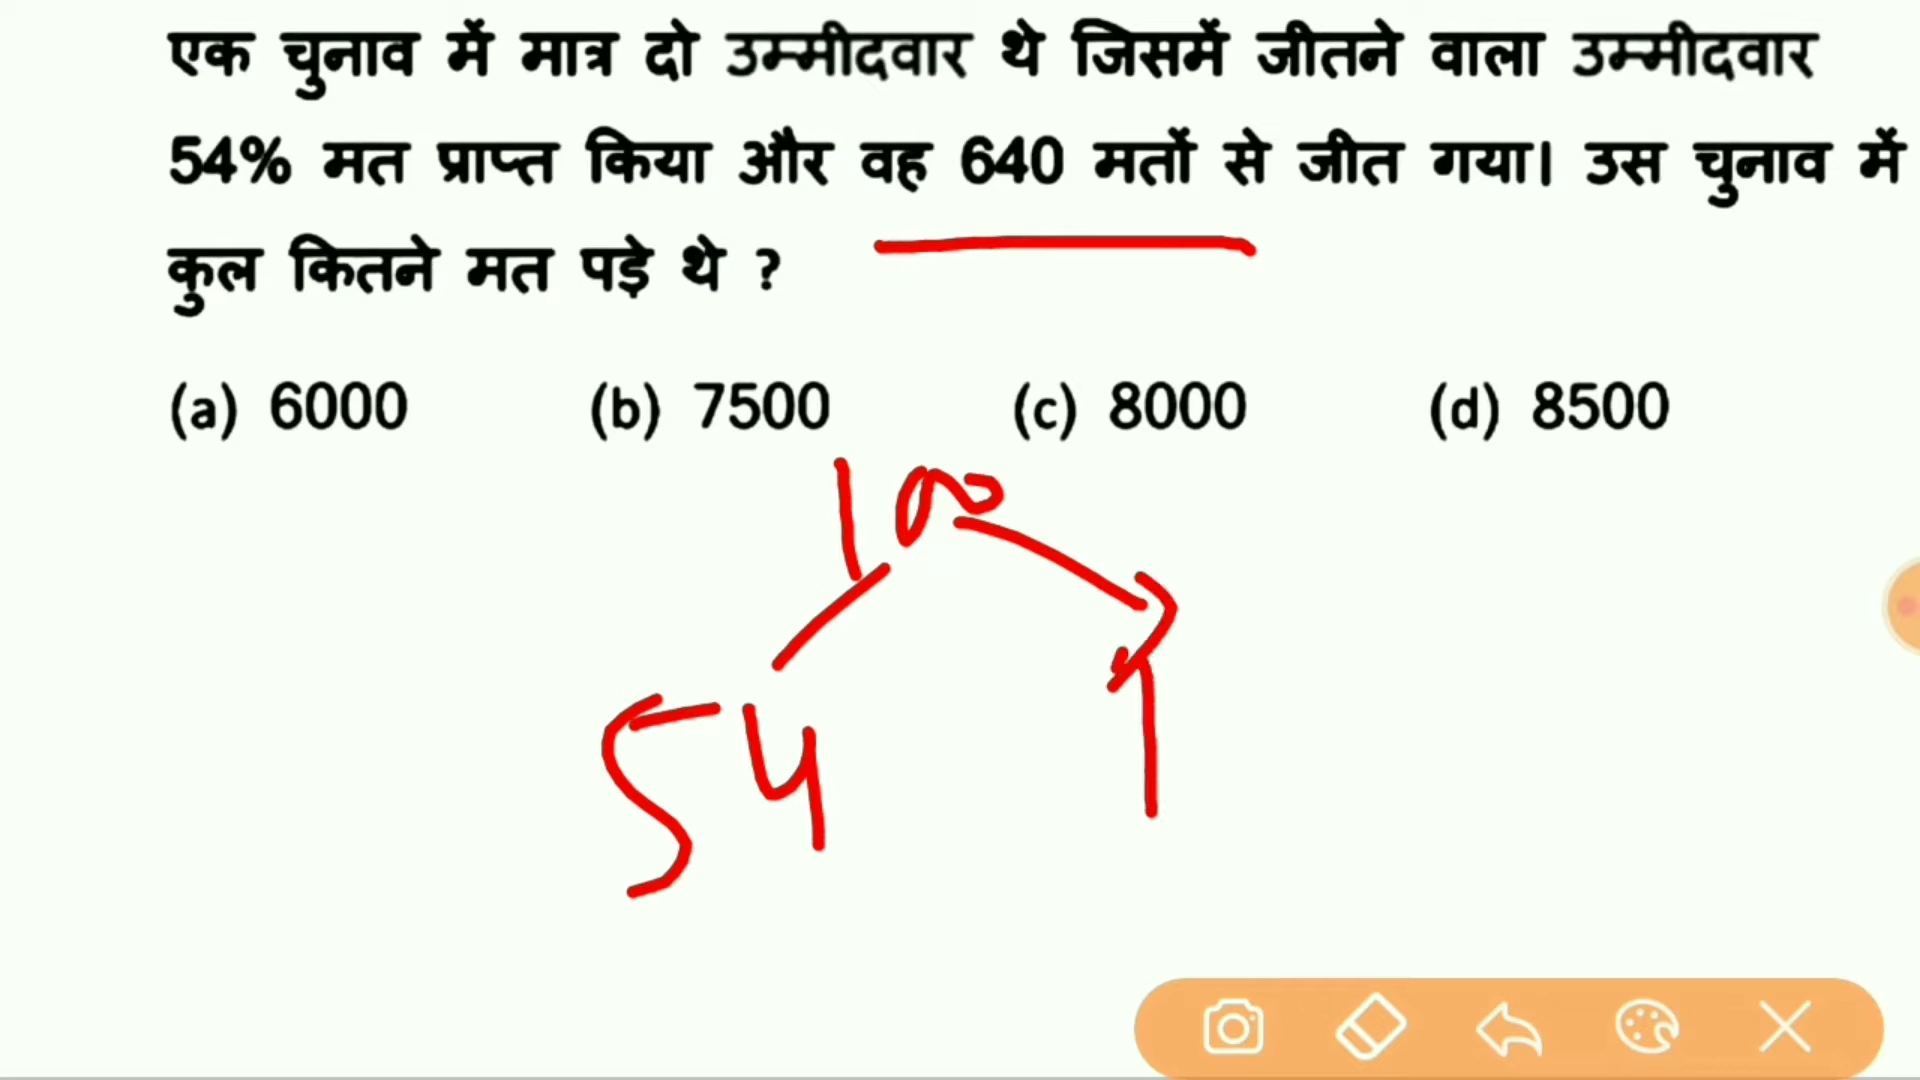 एक चुनाव में मात्र दो उम्मीदवार थे जिसमें जीतने वाला उम्मीदवार
54% मत प्राप्त किया और वह 640 मतों से जीत गया। उस चुनाव में
कुल कितने मत पड़े थे ?
(a) 6000 (b) 7500 (c) 8000 (d) 8500
100
54